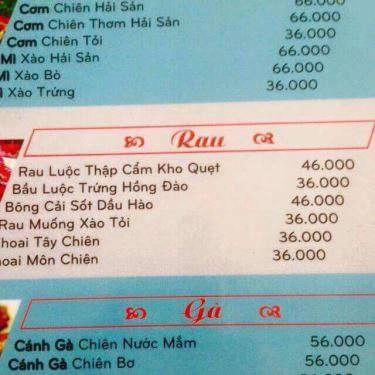 Cơm Chiên Hải Sản 66.000
Cơm Chiên Thơm Hải Sản 66.000
Cơm Chiên Tỏi 36.000
Mì Xào Hải Sản 66.000
Mì Xào Bò 66.000
Xào Trứng 36.000
Rau
Rau Luộc Thập Cẩm Kho Quẹt 46.000
Bầu Luộc Trứng Hồng Đào 36.000
Bông Cải Sốt Dầu Hào 46.000
Rau Muống Xào Tỏi 36.000
hoai Tây Chiên 36.000
oai Môn Chiên 36.000
Gà
Cánh Gà Chiên Nước Mắm 56.000
Cánh Gà Chiên Bơ 56.000